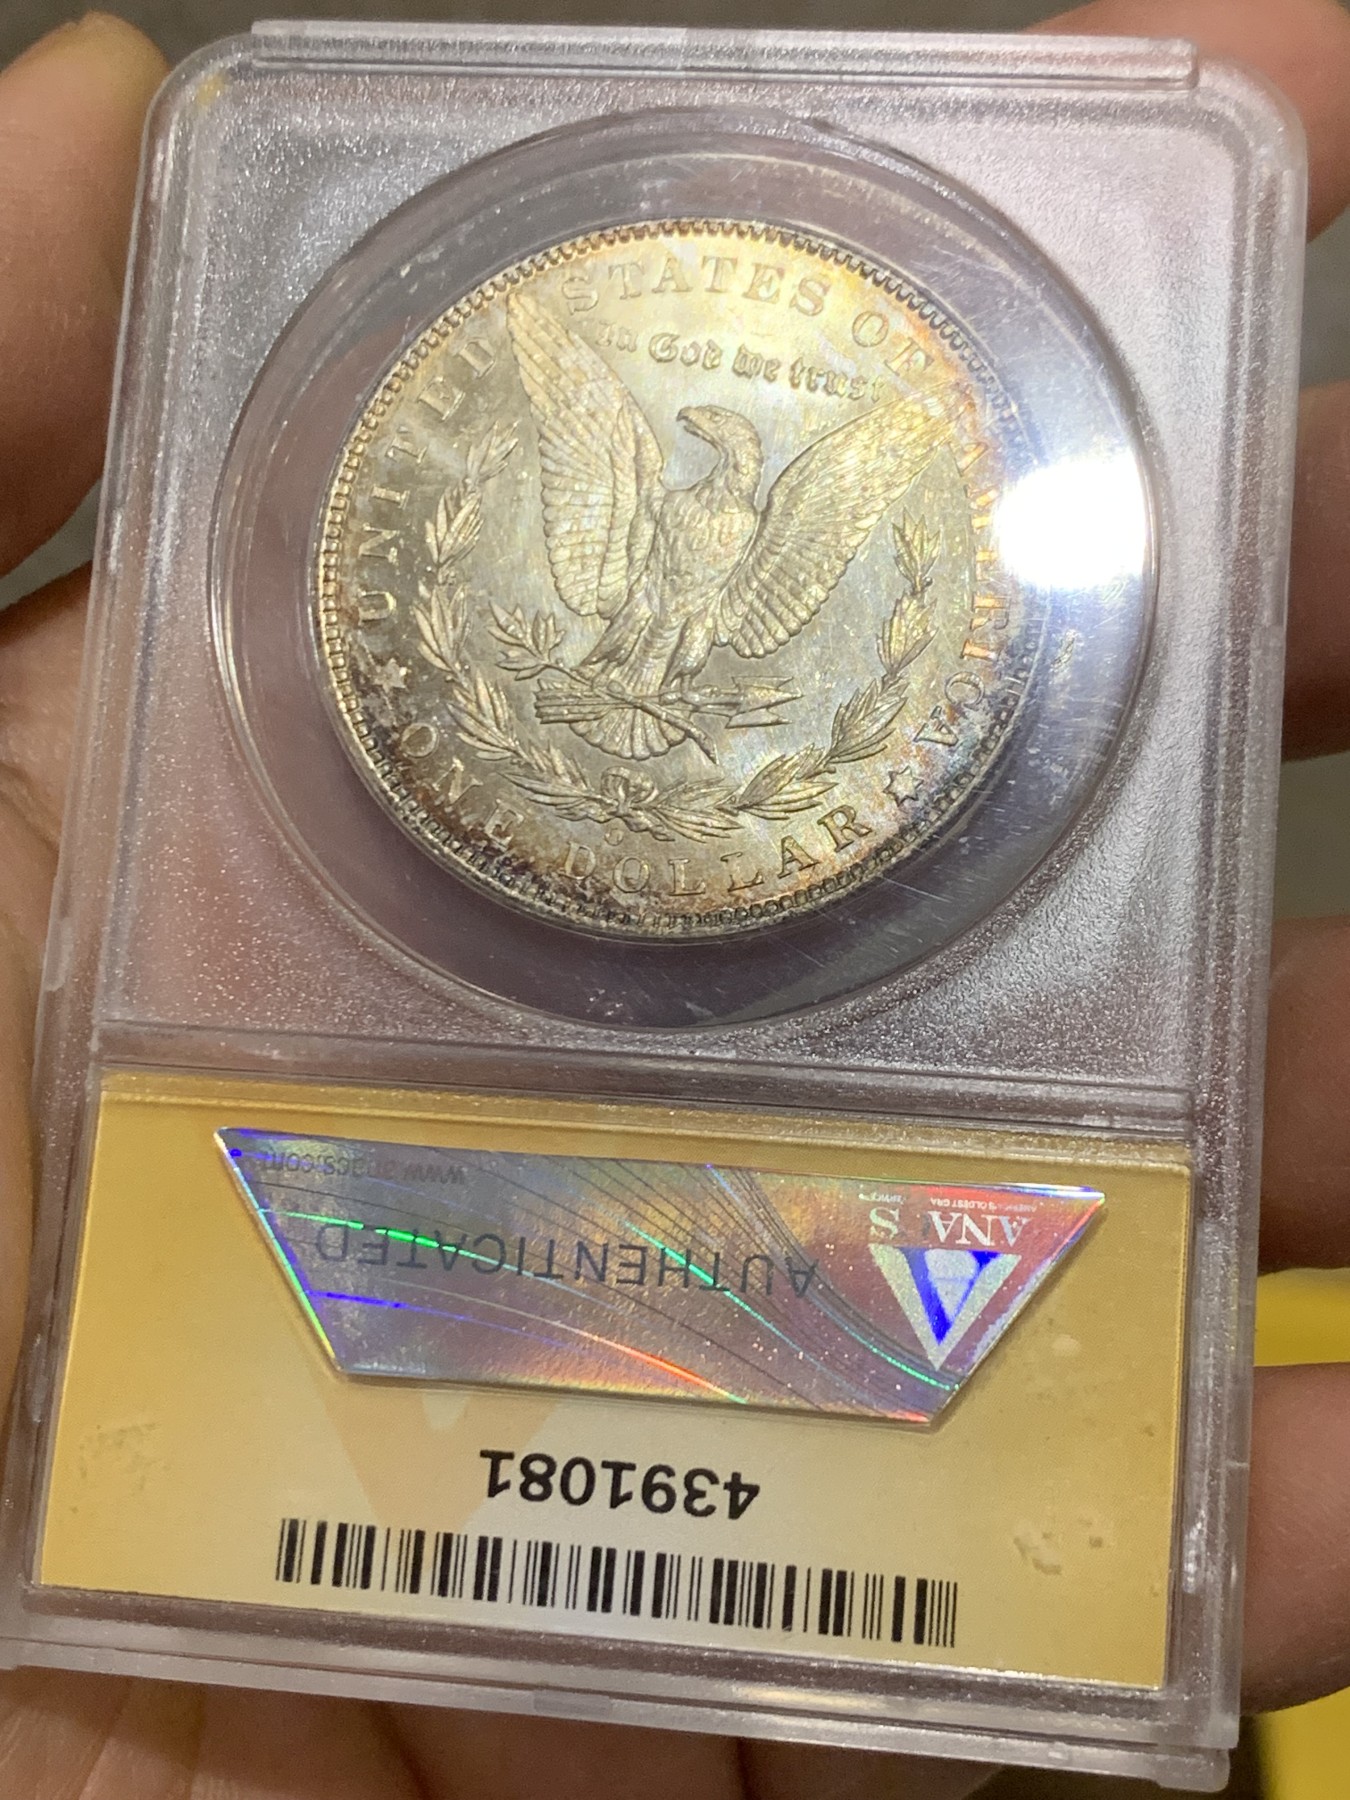 UNITED STATES OF AMERICA
In God we trust
ONE DOLLAR
O
4391081
AUTHENTICATED
ANACS
www.anacs.com